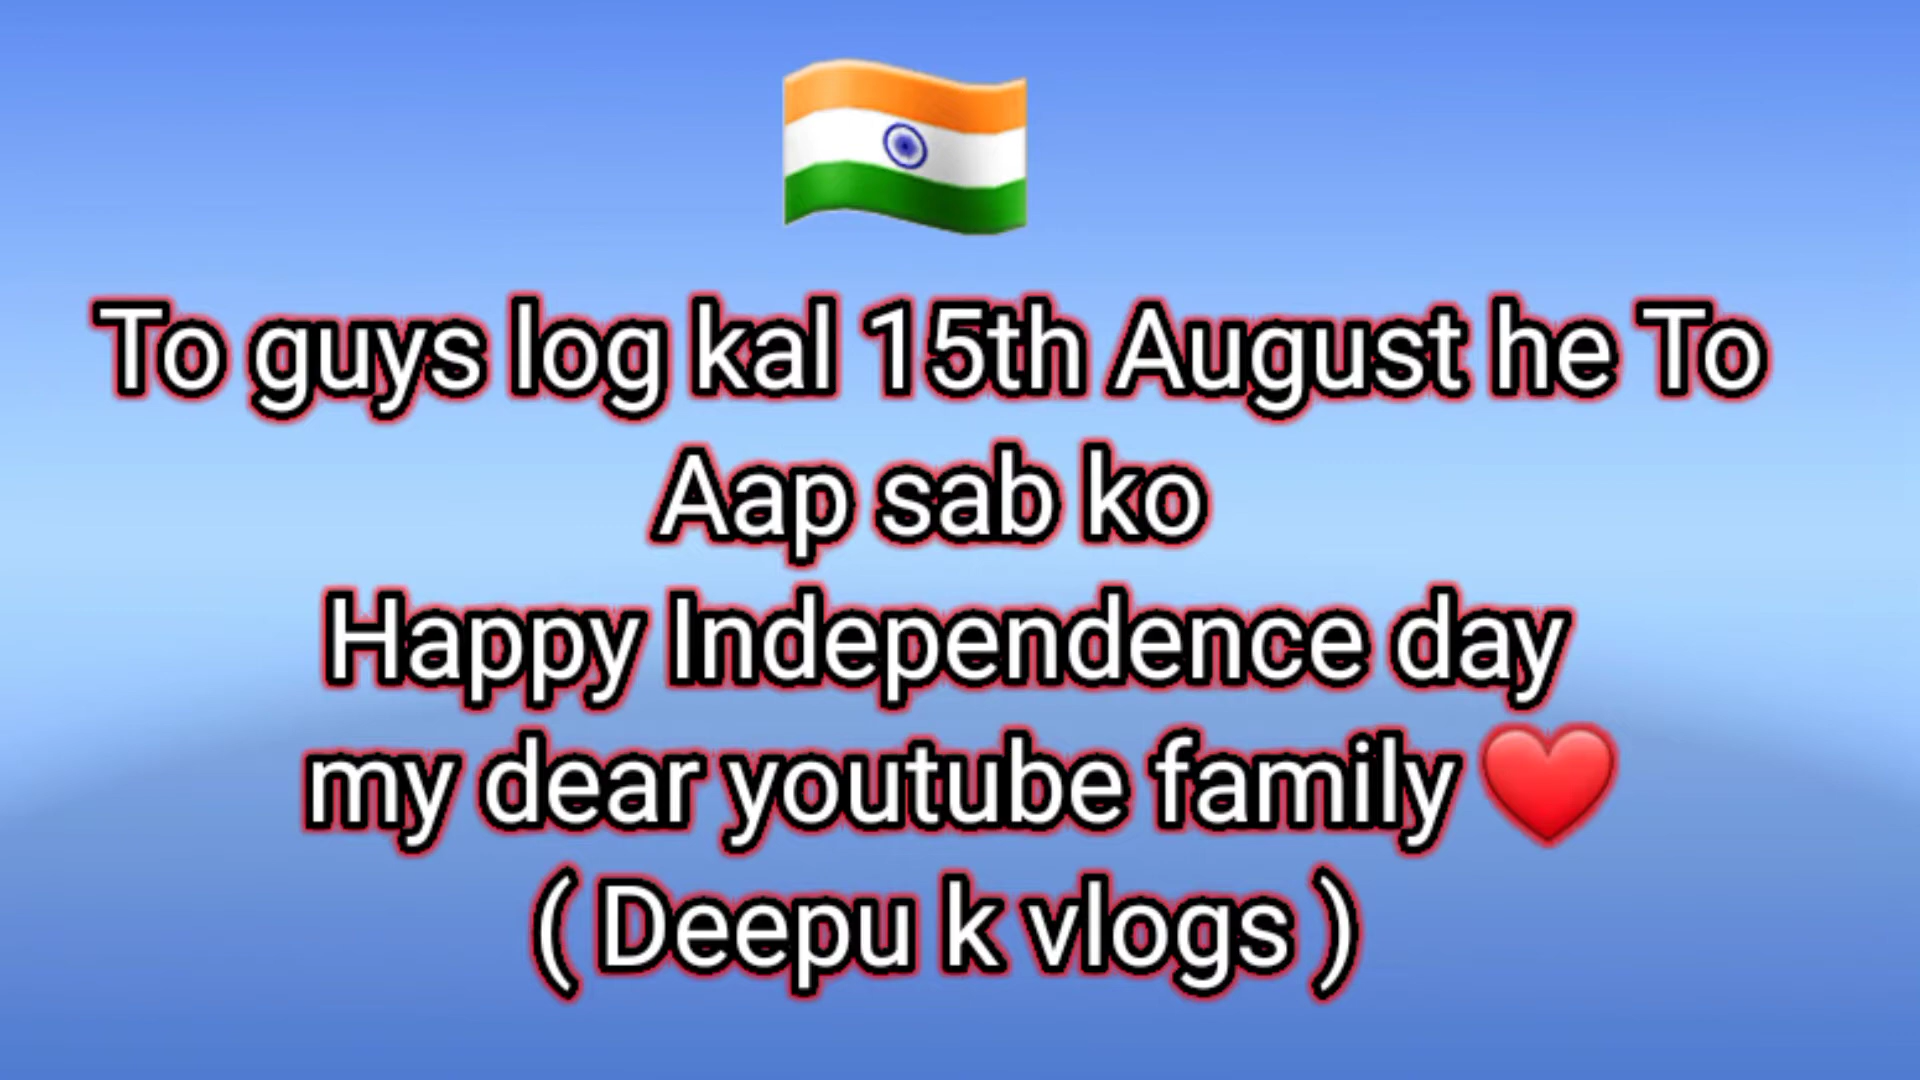 To guys log kal 15th August he To
Aap sab ko
Happy Independence day
my dear youtube family ❤️
( Deepu k vlogs )